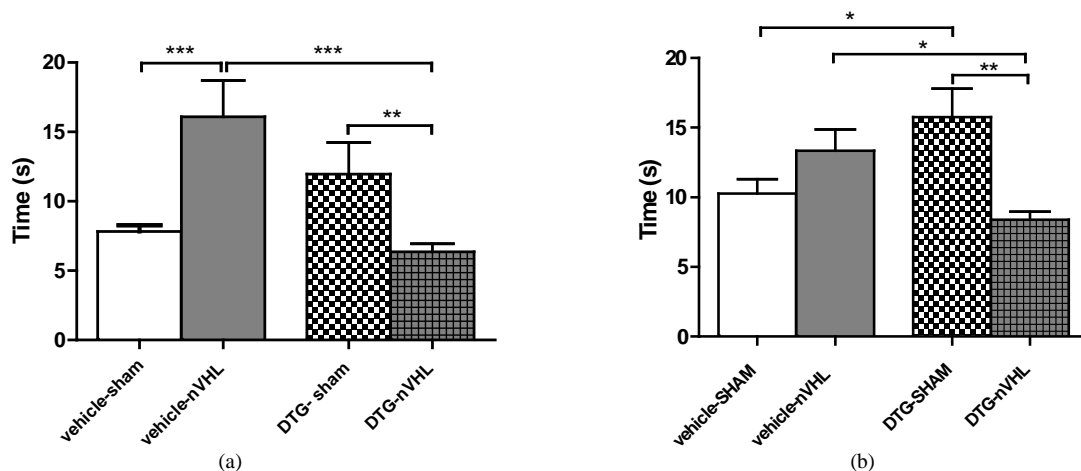 ***
***
**
20
15
10
5
0
Time (s)
vehicle-sham
vehicle-nVHL
DTG- sham
DTG-nVHL
(a)
*
*
**
20
15
10
5
0
Time (s)
vehicle-SHAM
vehicle-nVHL
DTG-SHAM
DTG-nVHL
(b)